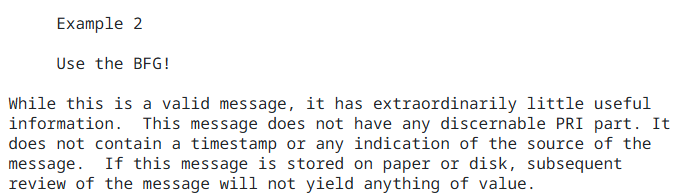 Example 2
Use the BFG!
While this is a valid message, it has extraordinarily little useful
information.  This message does not have any discernable PRI part. It
does not contain a timestamp or any indication of the source of the
message.  If this message is stored on paper or disk, subsequent
review of the message will not yield anything of value.